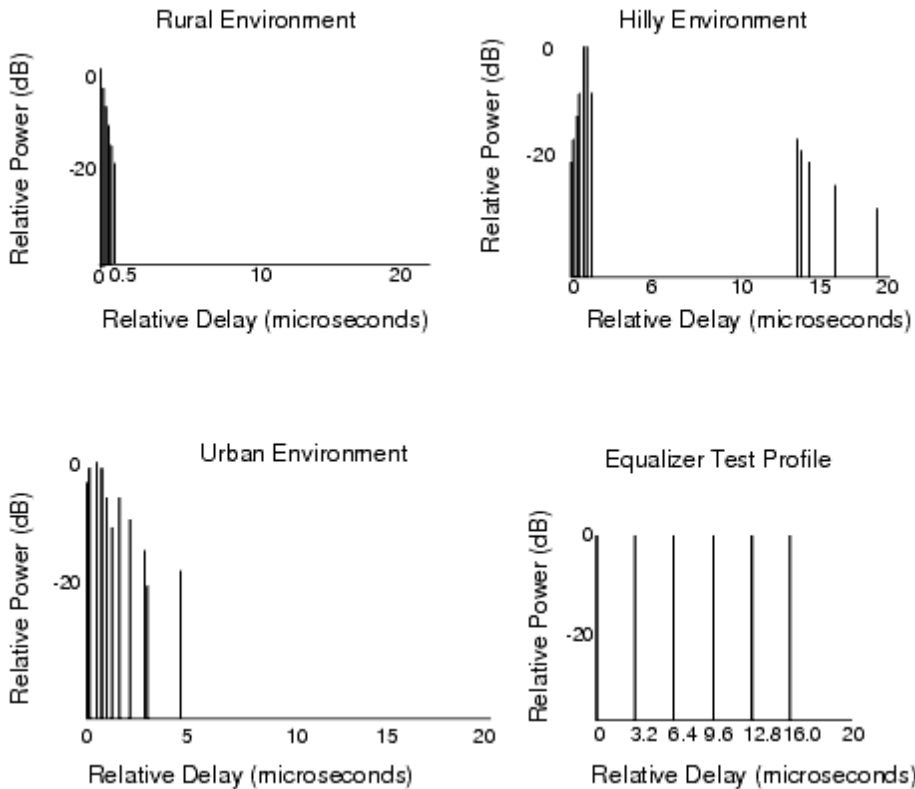 Rural Environment
Relative Power (dB)
0
-20
0 0.5 10 20
Relative Delay (microseconds)
Hilly Environment
Relative Power (dB)
0
-20
0 6 10 15 20
Relative Delay (microseconds)
Urban Environment
Relative Power (dB)
0
-20
0 5 10 15 20
Relative Delay (microseconds)
Equalizer Test Profile
Relative Power (dB)
0
-20
0 3.2 6.4 9.6 12.8 16.0 20
Relative Delay (microseconds)